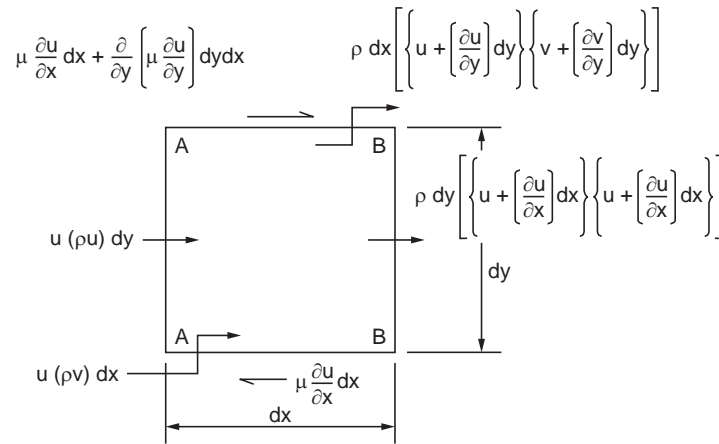 μ ∂u/∂x dx + ∂/∂y (μ ∂u/y) dydx
ρ dx[{u + (∂u/y) dy}{v + (∂v/∂y) dy}]
A B
ρ dy[{u + (∂u/∂x) dx}{u + (∂u/∂x) dx}]
u (ρu) dy
dy
A B
u (ρv) dx
μ ∂u/∂x dx
dx